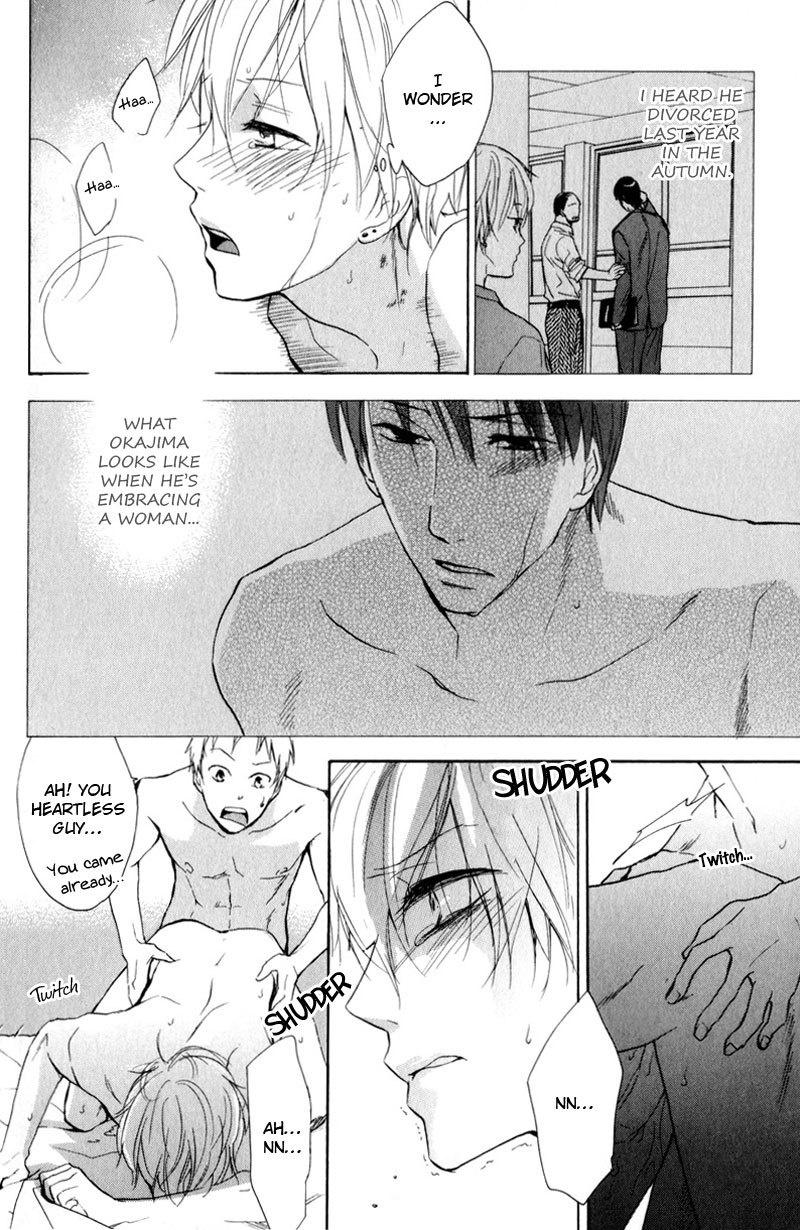 I HEARD HE
DIVORCED
LAST YEAR
IN THE
AUTUMN.
I
WONDER
...
Haa...
Haa...
WHAT
OKAJIMA
LOOKS LIKE
WHEN HE'S
EMBRACING
A WOMAN...
Twitch...
SHUDDER
NN...
SHUDDER
AH! YOU
HEARTLESS
GUY...
You came
already...
Twitch
AH...
NN...